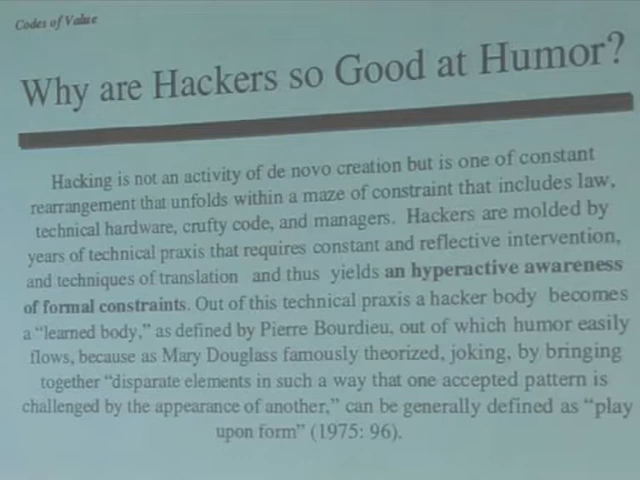 Codes of Value
Why are Hackers so Good at Humor?
Hacking is not an activity of de novo creation but is one of constant
rearrangement that unfolds within a maze of constraint that includes law,
technical hardware, crufty code, and managers. Hackers are molded by
years of technical praxis that requires constant and reflective intervention,
and techniques of translation and thus yields an hyperactive awareness
of formal constraints. Out of this technical praxis a hacker body becomes
a “learned body,” as defined by Pierre Bourdieu, out of which humor easily
flows, because as Mary Douglass famously theorized, joking, by bringing
together “disparate elements in such a way that one accepted pattern is
challenged by the appearance of another,” can be generally defined as “play
upon form” (1975: 96).